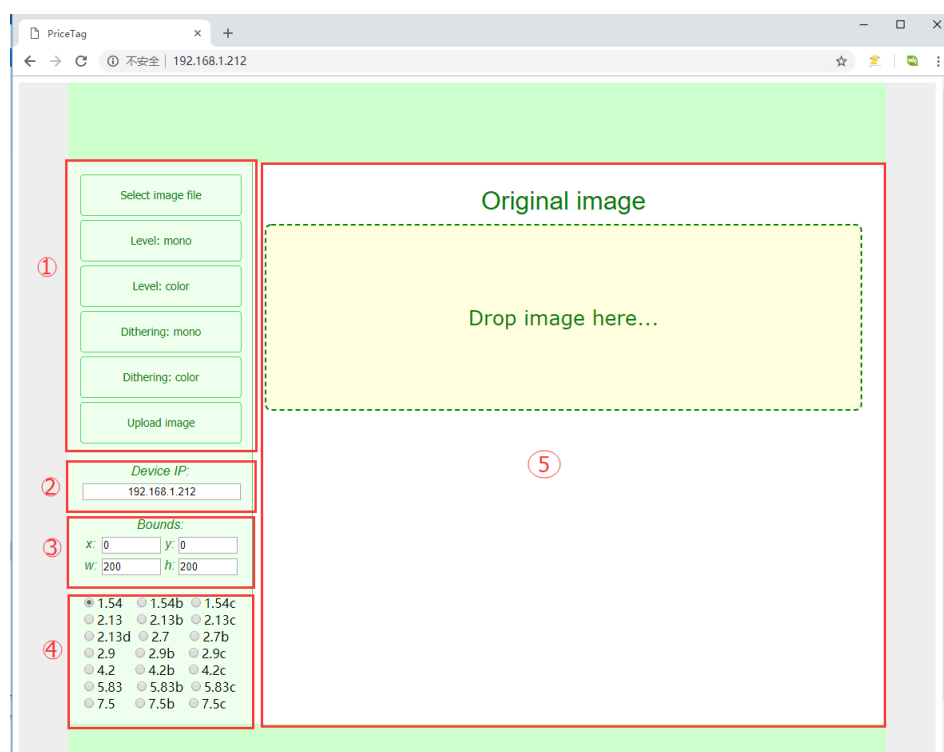 PriceTag
不安全 192.168.1.212
①
Select image file
Level: mono
Level: color
Dithering: mono
Dithering: color
Upload image
②
Device IP:
192.168.1.212
③
Bounds:
x: 0 y: 0
w: 200 h: 200
④
1.54 1.54b 1.54c
2.13 2.13b 2.13c
2.13d 2.7 2.7b
2.9 2.9b 2.9c
4.2 4.2b 4.2c
5.83 5.83b 5.83c
7.5 7.5b 7.5c
Original image
Drop image here...
⑤